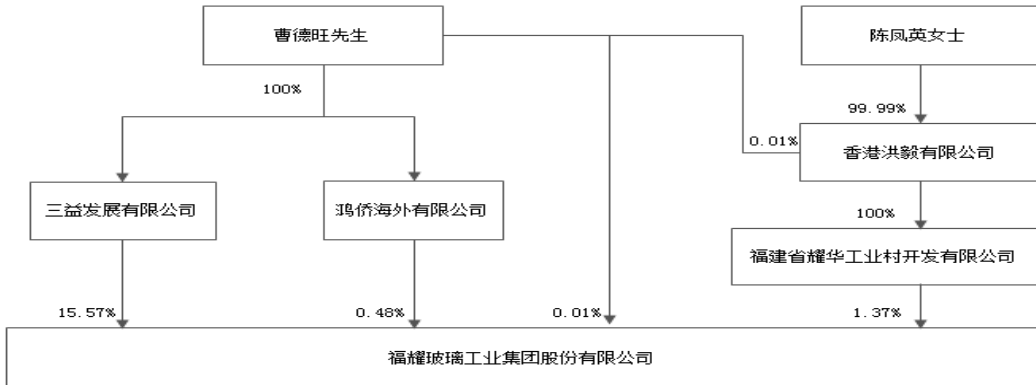 曹德旺先生
陈凤英女士
100%
99.99%
0.01%
香港洪毅有限公司
三益发展有限公司
鸿侨海外有限公司
100%
福建省耀华工业村开发有限公司
15.57%
0.48%
0.01%
1.37%
福耀玻璃工业集团股份有限公司